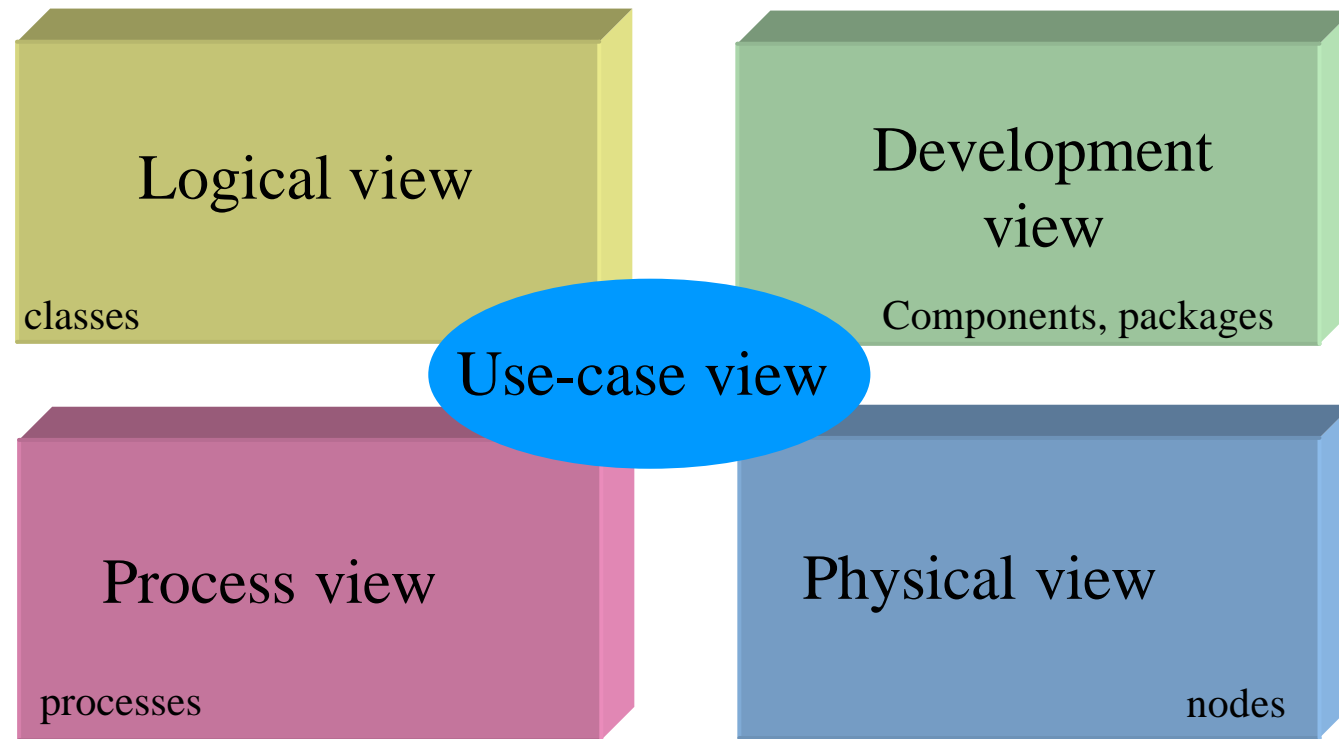 Logical view
classes
Development
view
Components, packages
Use-case view
Process view
processes
Physical view
nodes